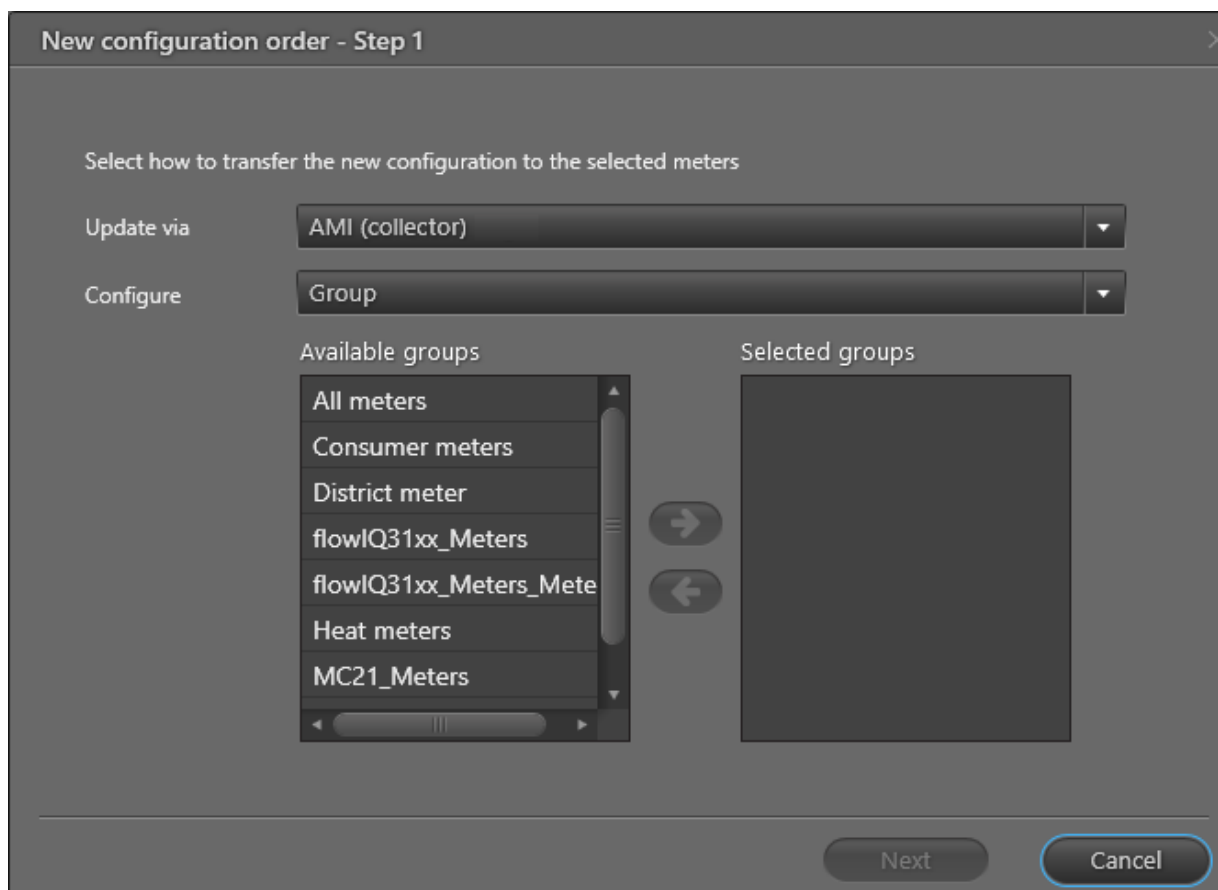 New configuration order - Step 1
Select how to transfer the new configuration to the selected meters
Update via
AMI (collector)
Configure
Group
Available groups
Selected groups
All meters
Consumer meters
District meter
flowIQ31xx_Meters
flowIQ31xx_Meters_Mete
Heat meters
MC21_Meters
Next
Cancel